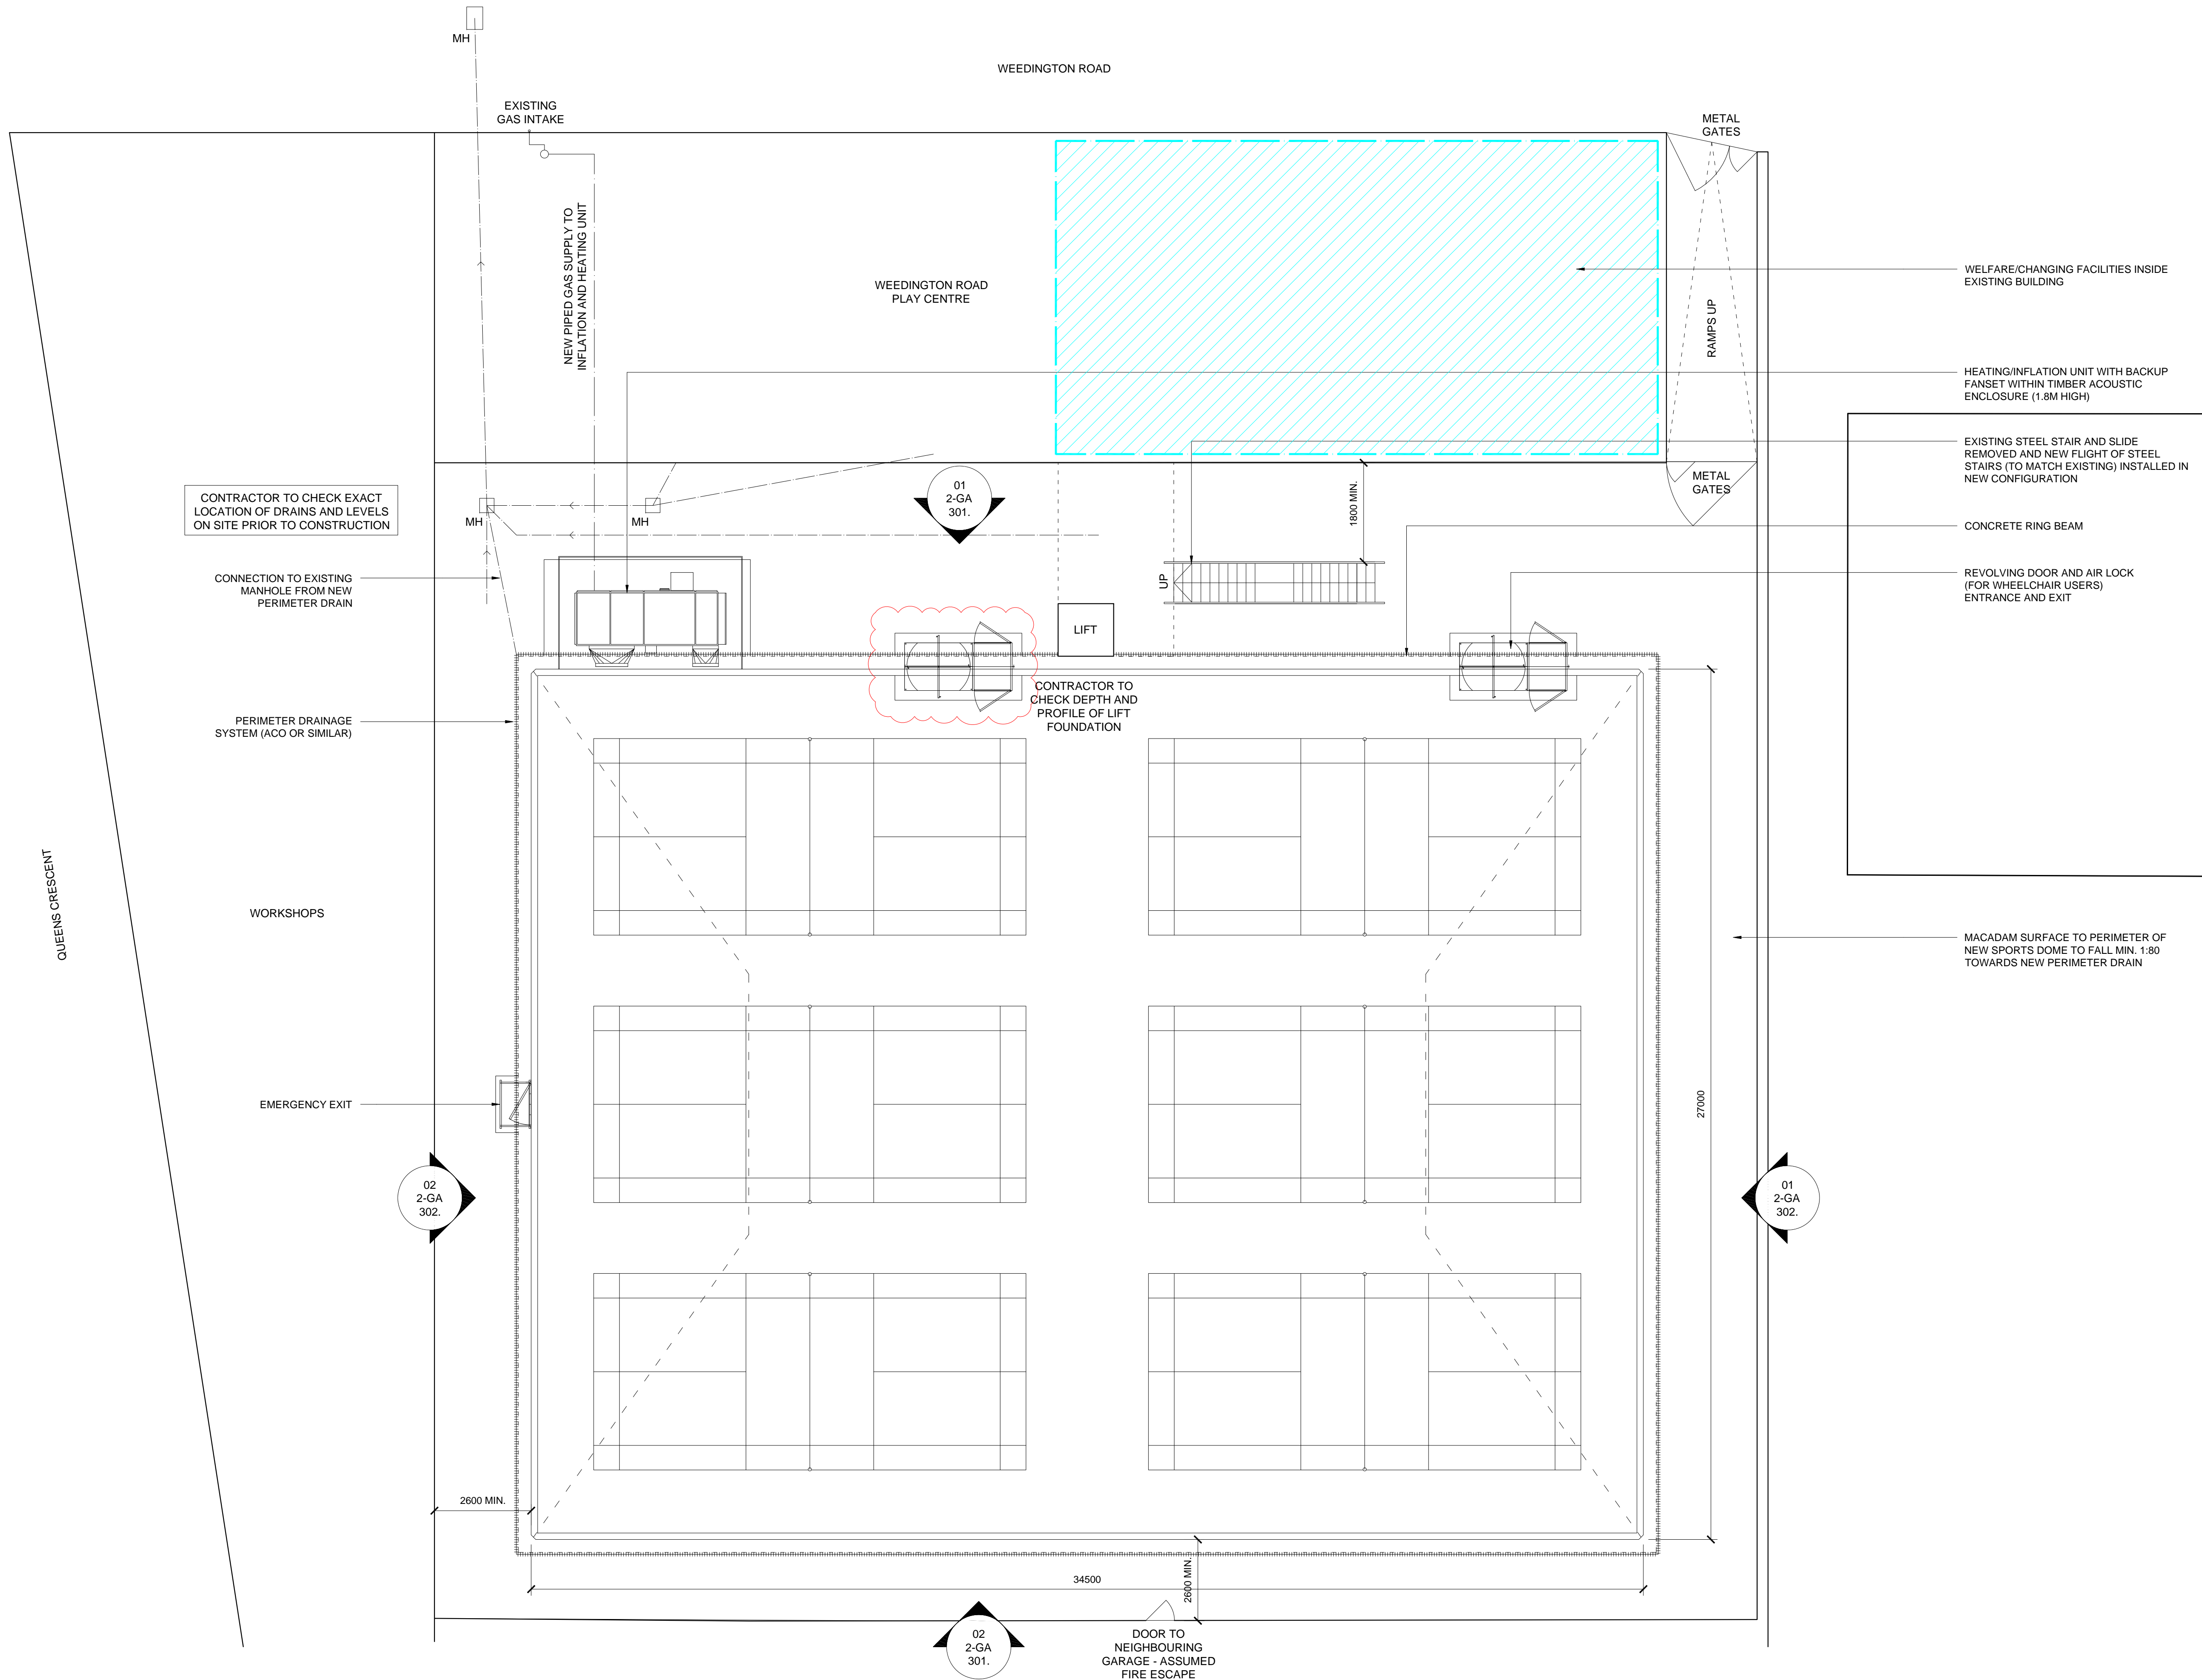 MH
WEEDINGTON ROAD
EXISTING
GAS INTAKE
METAL
GATES
NEW PIPED GAS SUPPLY TO
INFLATION AND HEATING UNIT
WEEDINGTON ROAD
PLAY CENTRE
RAMPS UP
WELFARE/CHANGING FACILITIES INSIDE
EXISTING BUILDING
HEATING/INFLATION UNIT WITH BACKUP
FANSET WITHIN TIMBER ACOUSTIC
ENCLOSURE (1.8M HIGH)
EXISTING STEEL STAIR AND SLIDE
REMOVED AND NEW FLIGHT OF STEEL
STAIRS (TO MATCH EXISTING) INSTALLED IN
NEW CONFIGURATION
METAL
GATES
CONTRACTOR TO CHECK EXACT
LOCATION OF DRAINS AND LEVELS
ON SITE PRIOR TO CONSTRUCTION
MH
MH
01
2-GA
301.
1800 MIN.
CONCRETE RING BEAM
CONNECTION TO EXISTING
MANHOLE FROM NEW
PERIMETER DRAIN
UP
REVOLVING DOOR AND AIR LOCK
(FOR WHEELCHAIR USERS)
ENTRANCE AND EXIT
LIFT
CONTRACTOR TO
CHECK DEPTH AND
PROFILE OF LIFT
FOUNDATION
PERIMETER DRAINAGE
SYSTEM (ACO OR SIMILAR)
QUEENS CRESCENT
WORKSHOPS
MACADAM SURFACE TO PERIMETER OF
NEW SPORTS DOME TO FALL MIN. 1:80
TOWARDS NEW PERIMETER DRAIN
EMERGENCY EXIT
27000
02
2-GA
302.
01
2-GA
302.
2600 MIN.
34500
2600 MIN.
02
2-GA
301.
DOOR TO
NEIGHBOURING
GARAGE - ASSUMED
FIRE ESCAPE